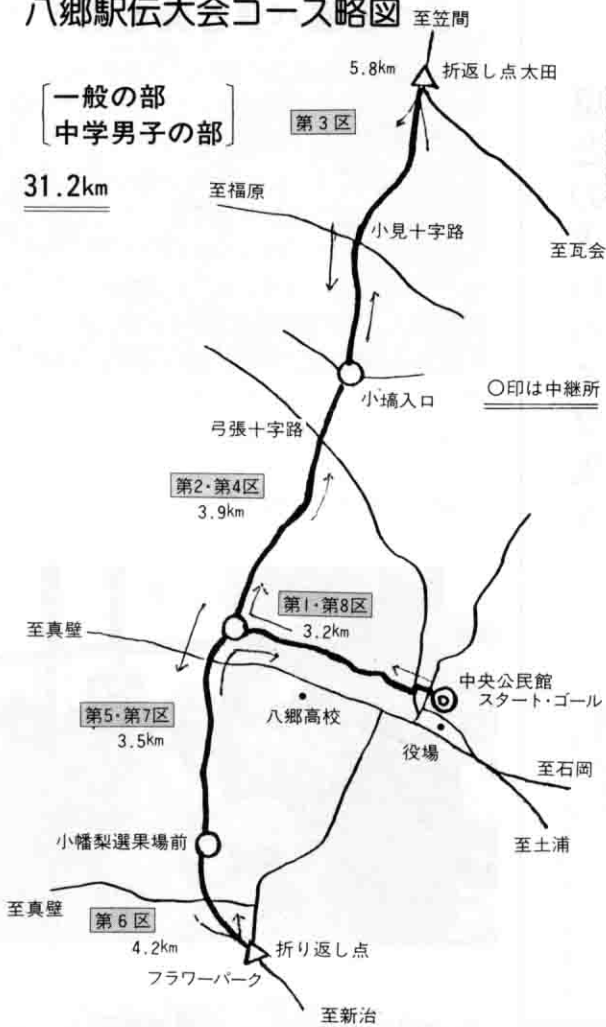 八郷駅伝大会コース略図
至笠間
5.8km
折返し点太田
一般の部
中学男子の部
第3区
31.2km
至福原
小見十字路
至瓦会
小塙入口
○印は中継所
弓張十字路
第2・第4区
3.9km
第1・第8区
3.2km
至真壁
中央公民館
スタート・ゴール
八郷高校
第5・第7区
3.5km
役場
至石岡
小幡梨選果場前
至土浦
至真壁
第6区
4.2km
折り返し点
フラワーパーク
至新治